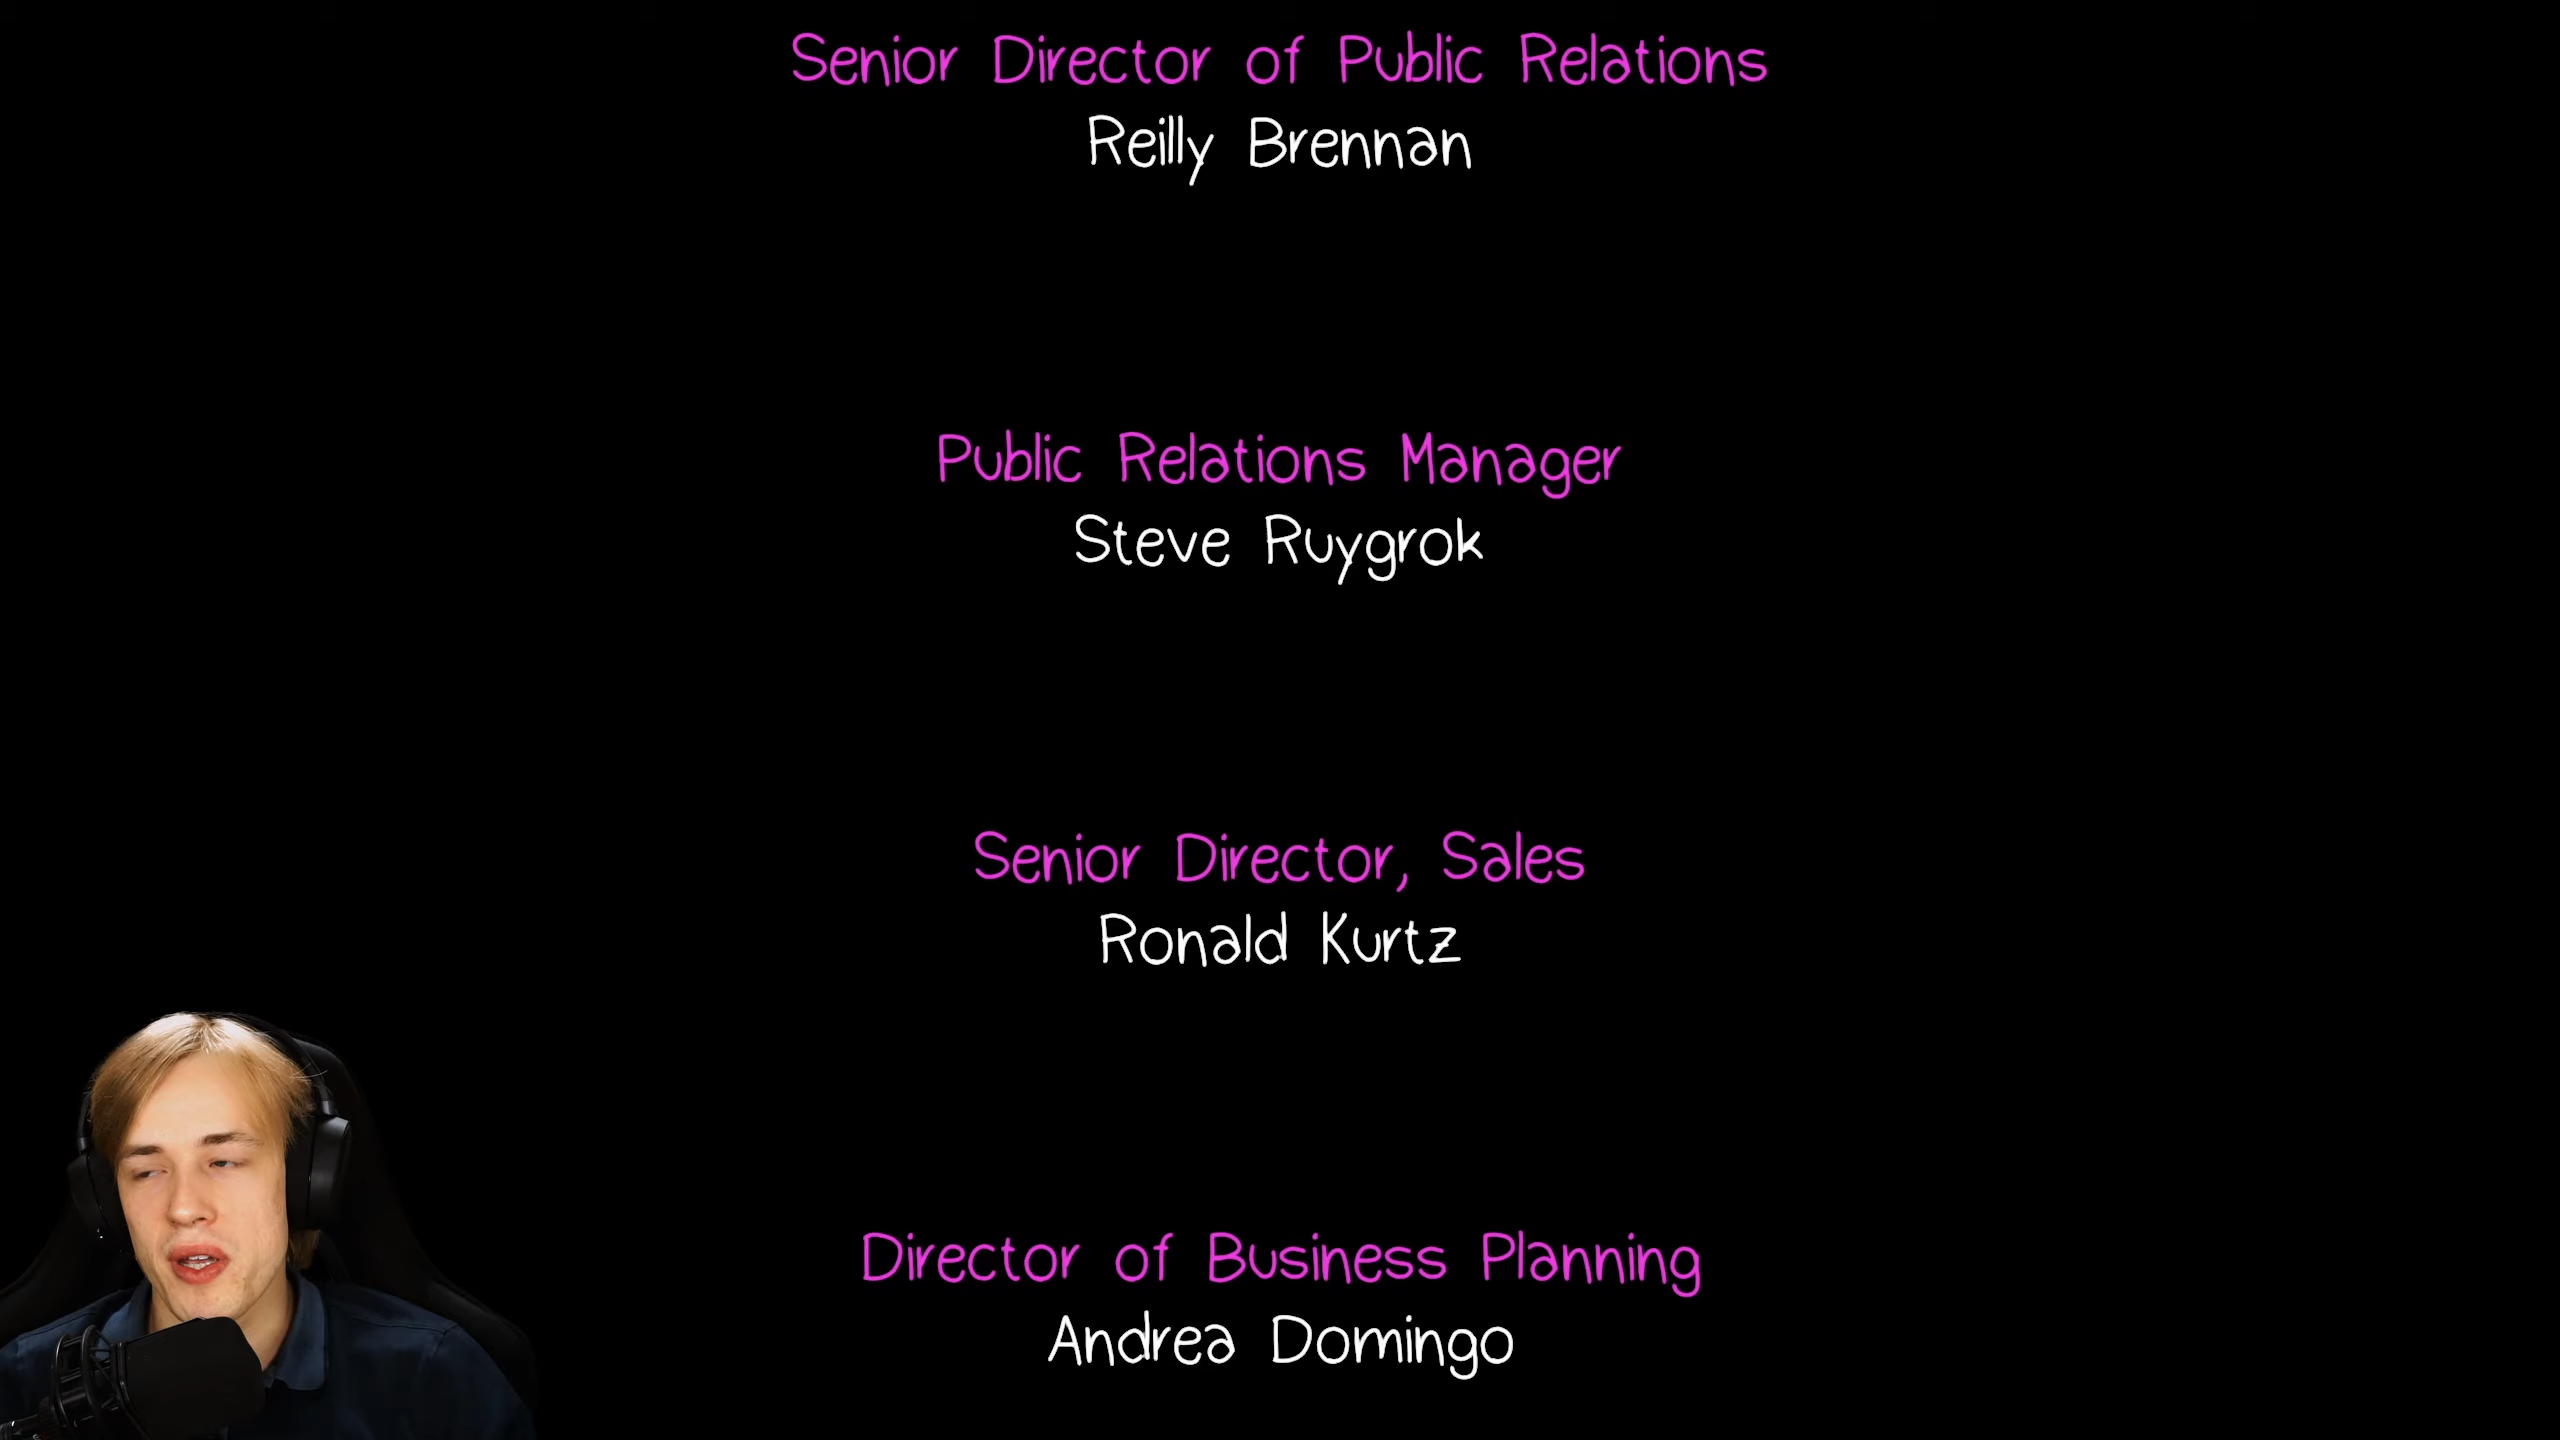 Senior Director of Public Relations
Reilly Brennan
Public Relations Manager
Steve Ruygrok
Senior Director, Sales
Ronald Kurtz
Director of Business Planning
Andrea Domingo